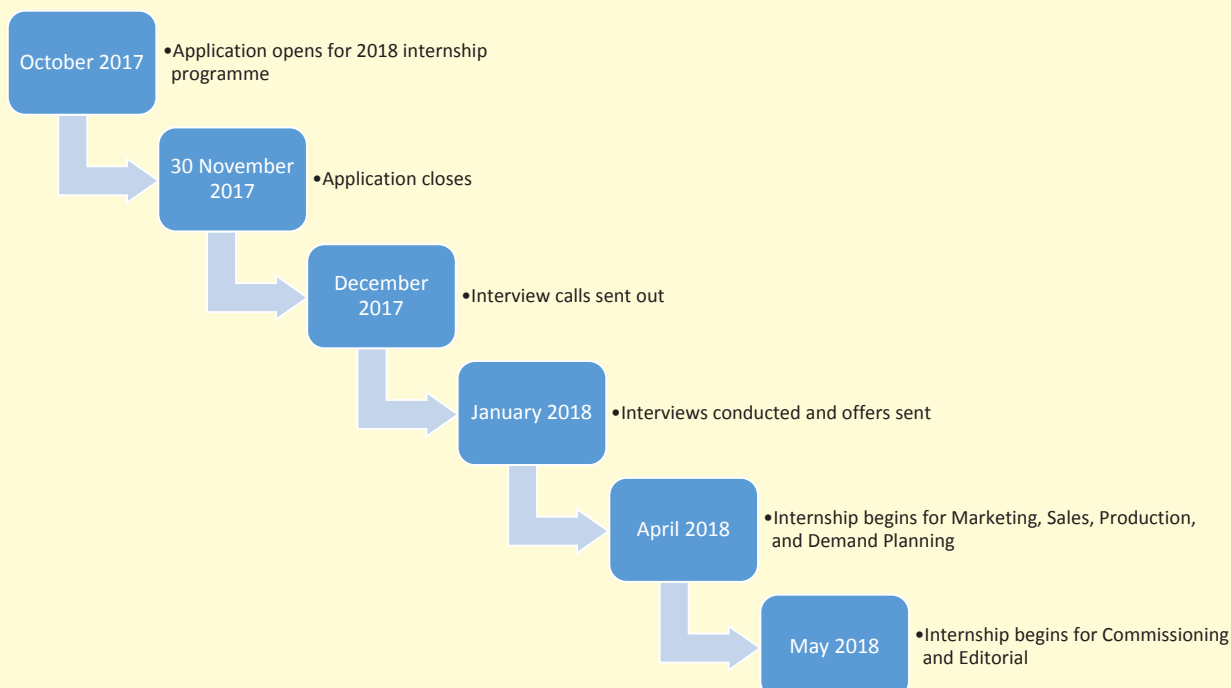 October 2017
•Application opens for 2018 internship
programme
30 November
2017
•Application closes
December
2017
•Interview calls sent out
January 2018
•Interviews conducted and offers sent
April 2018
•Internship begins for Marketing, Sales, Production,
and Demand Planning
May 2018
•Internship begins for Commissioning
and Editorial